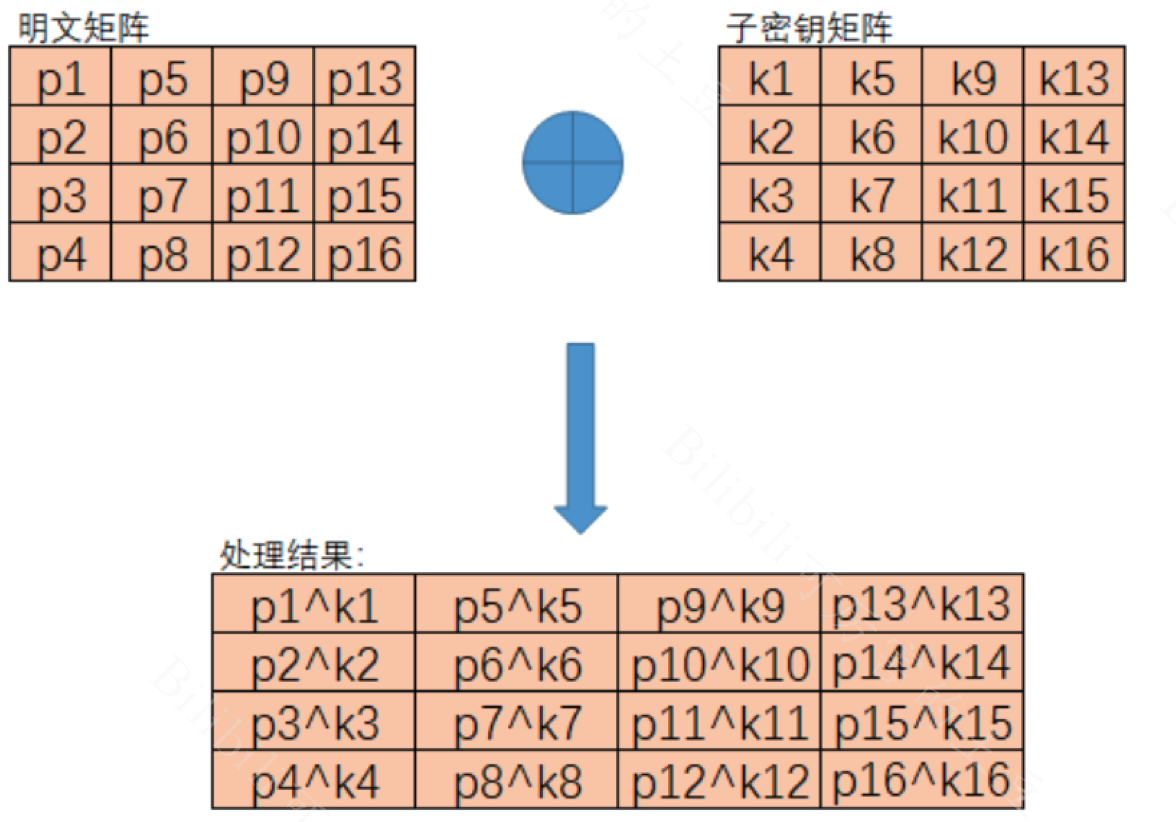 明文矩阵
子密钥矩阵
p1 p5 p9 p13
p2 p6 p10 p14
p3 p7 p11 p15
p4 p8 p12 p16
k1 k5 k9 k13
k2 k6 k10 k14
k3 k7 k11 k15
k4 k8 k12 k16
处理结果:
p1^k1 p5^k5 p9^k9 p13^k13
p2^k2 p6^k6 p10^k10 p14^k14
p3^k3 p7^k7 p11^k11 p15^k15
p4^k4 p8^k8 p12^k12 p16^k16
的土豆
Bilibili
Bilibili